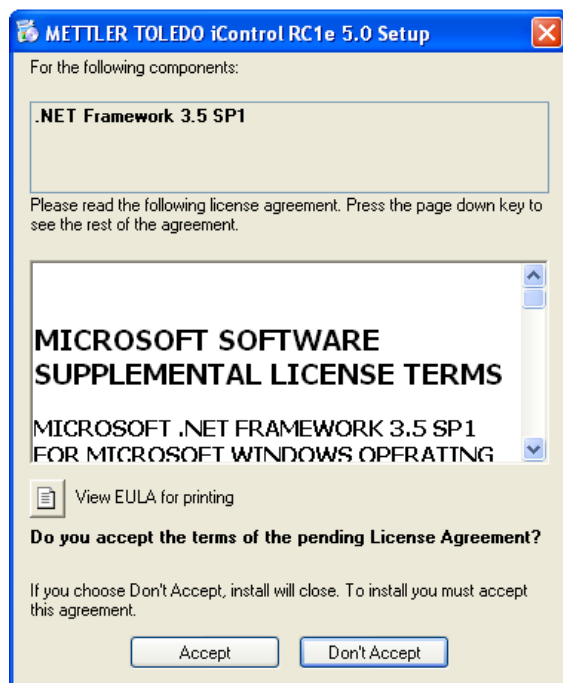 METTLER TOLEDO iControl RC1e 5.0 Setup
For the following components:
.NET Framework 3.5 SP1
Please read the following license agreement. Press the page down key to
see the rest of the agreement.
MICROSOFT SOFTWARE
SUPPLEMENTAL LICENSE TERMS
MICROSOFT .NET FRAMEWORK 3.5 SP1
FOR MICROSOFT WINDOWS OPERATING
View EULA for printing
Do you accept the terms of the pending License Agreement?
If you choose Don't Accept, install will close. To install you must accept
this agreement.
Accept
Don't Accept